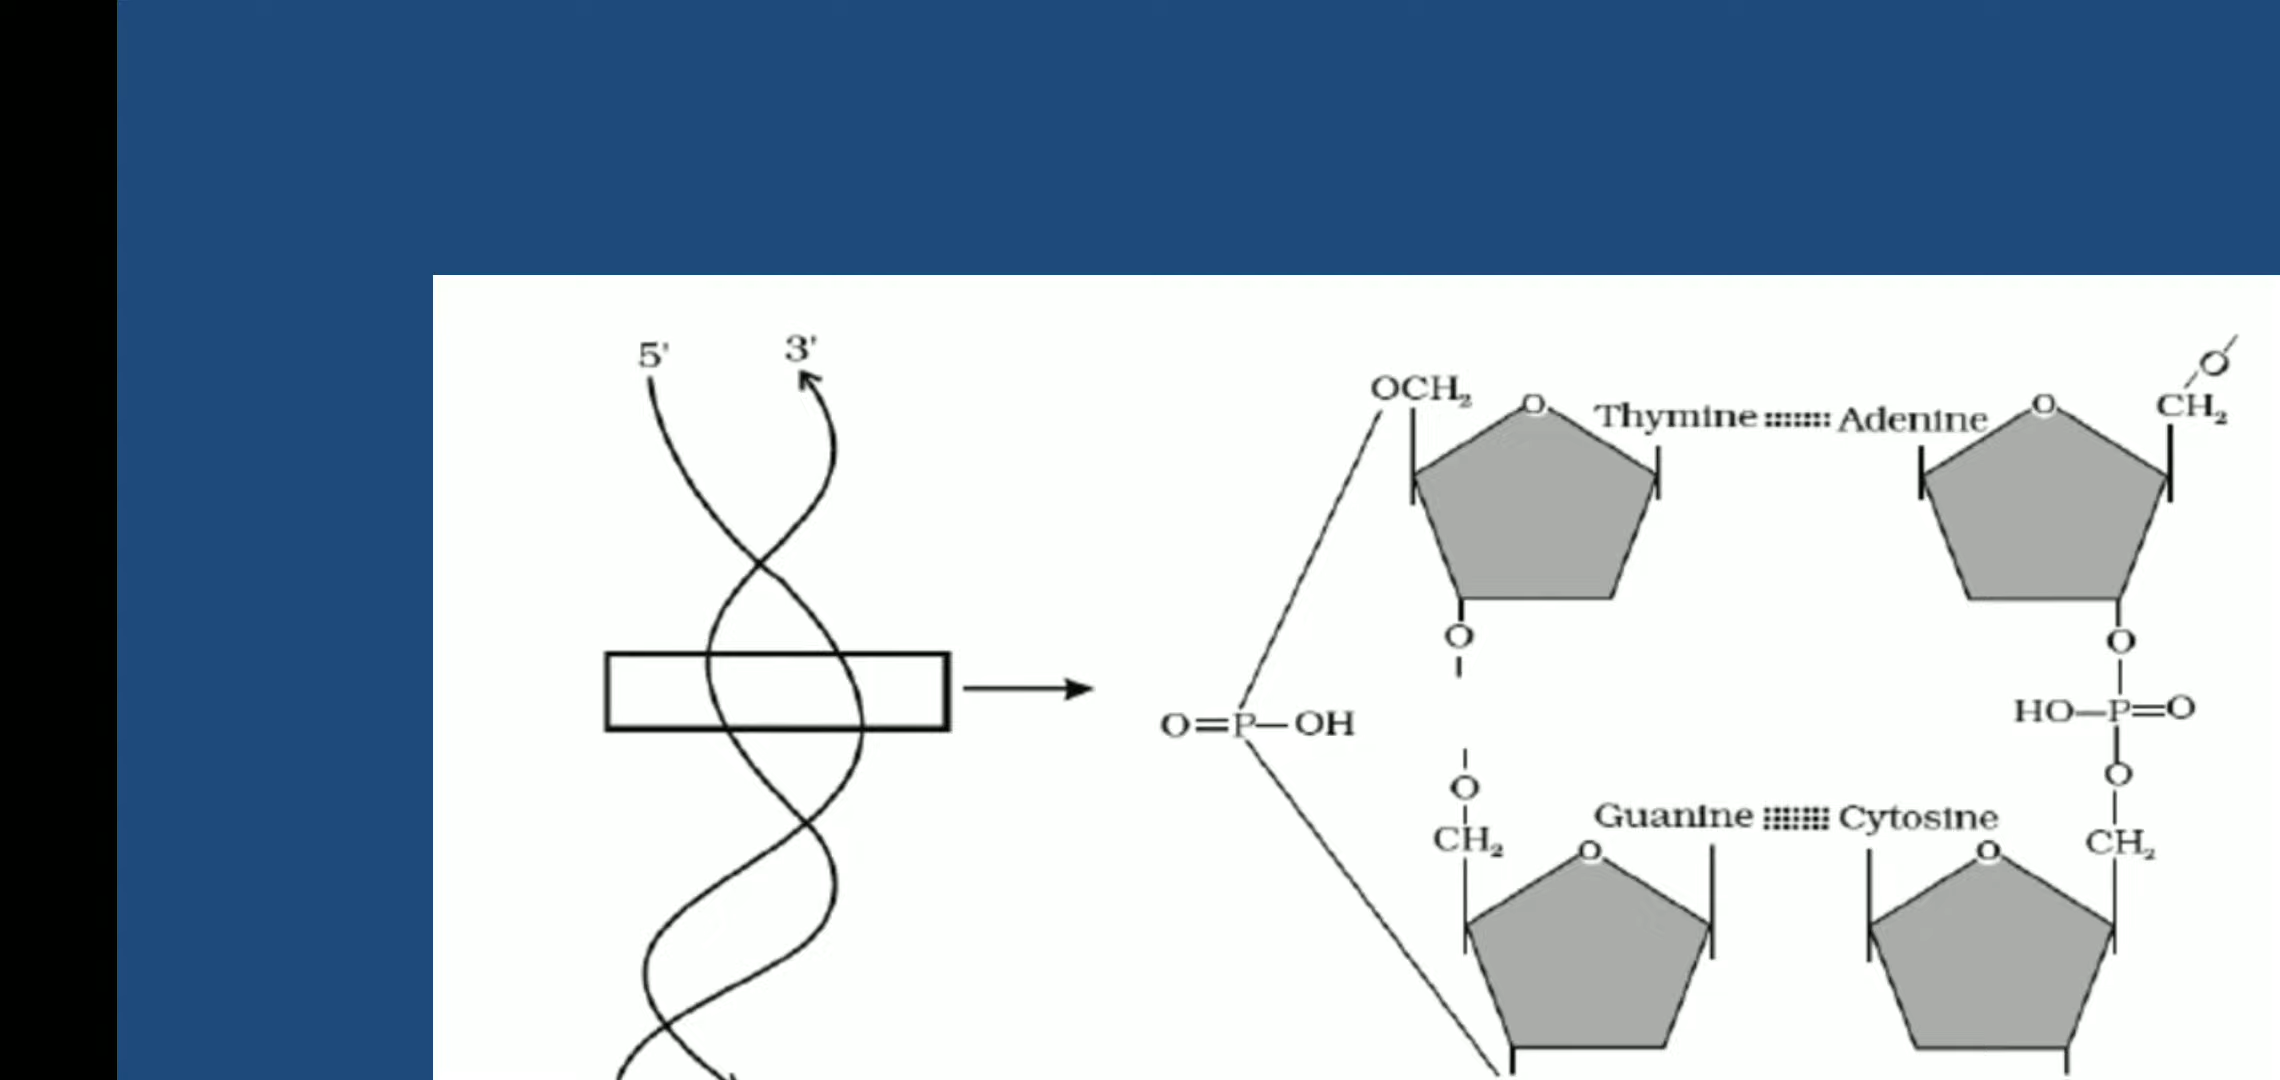 5' 3'
OCH₂ O Thymine Adenine O CH₂ O
O O
O=P–OH HO–P=O
O O
CH₂ Guanine Cytosine CH₂
O O